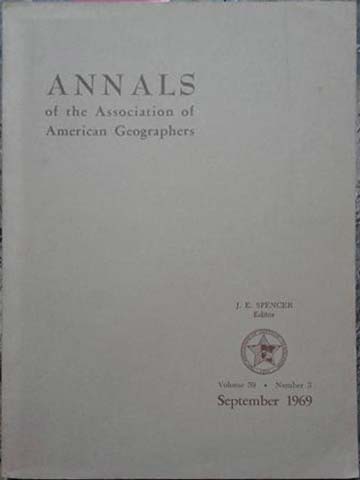 ANNALS
of the Association of
American Geographers
J. E. SPENCER
Editor
Volume 59 • Number 3
September 1969